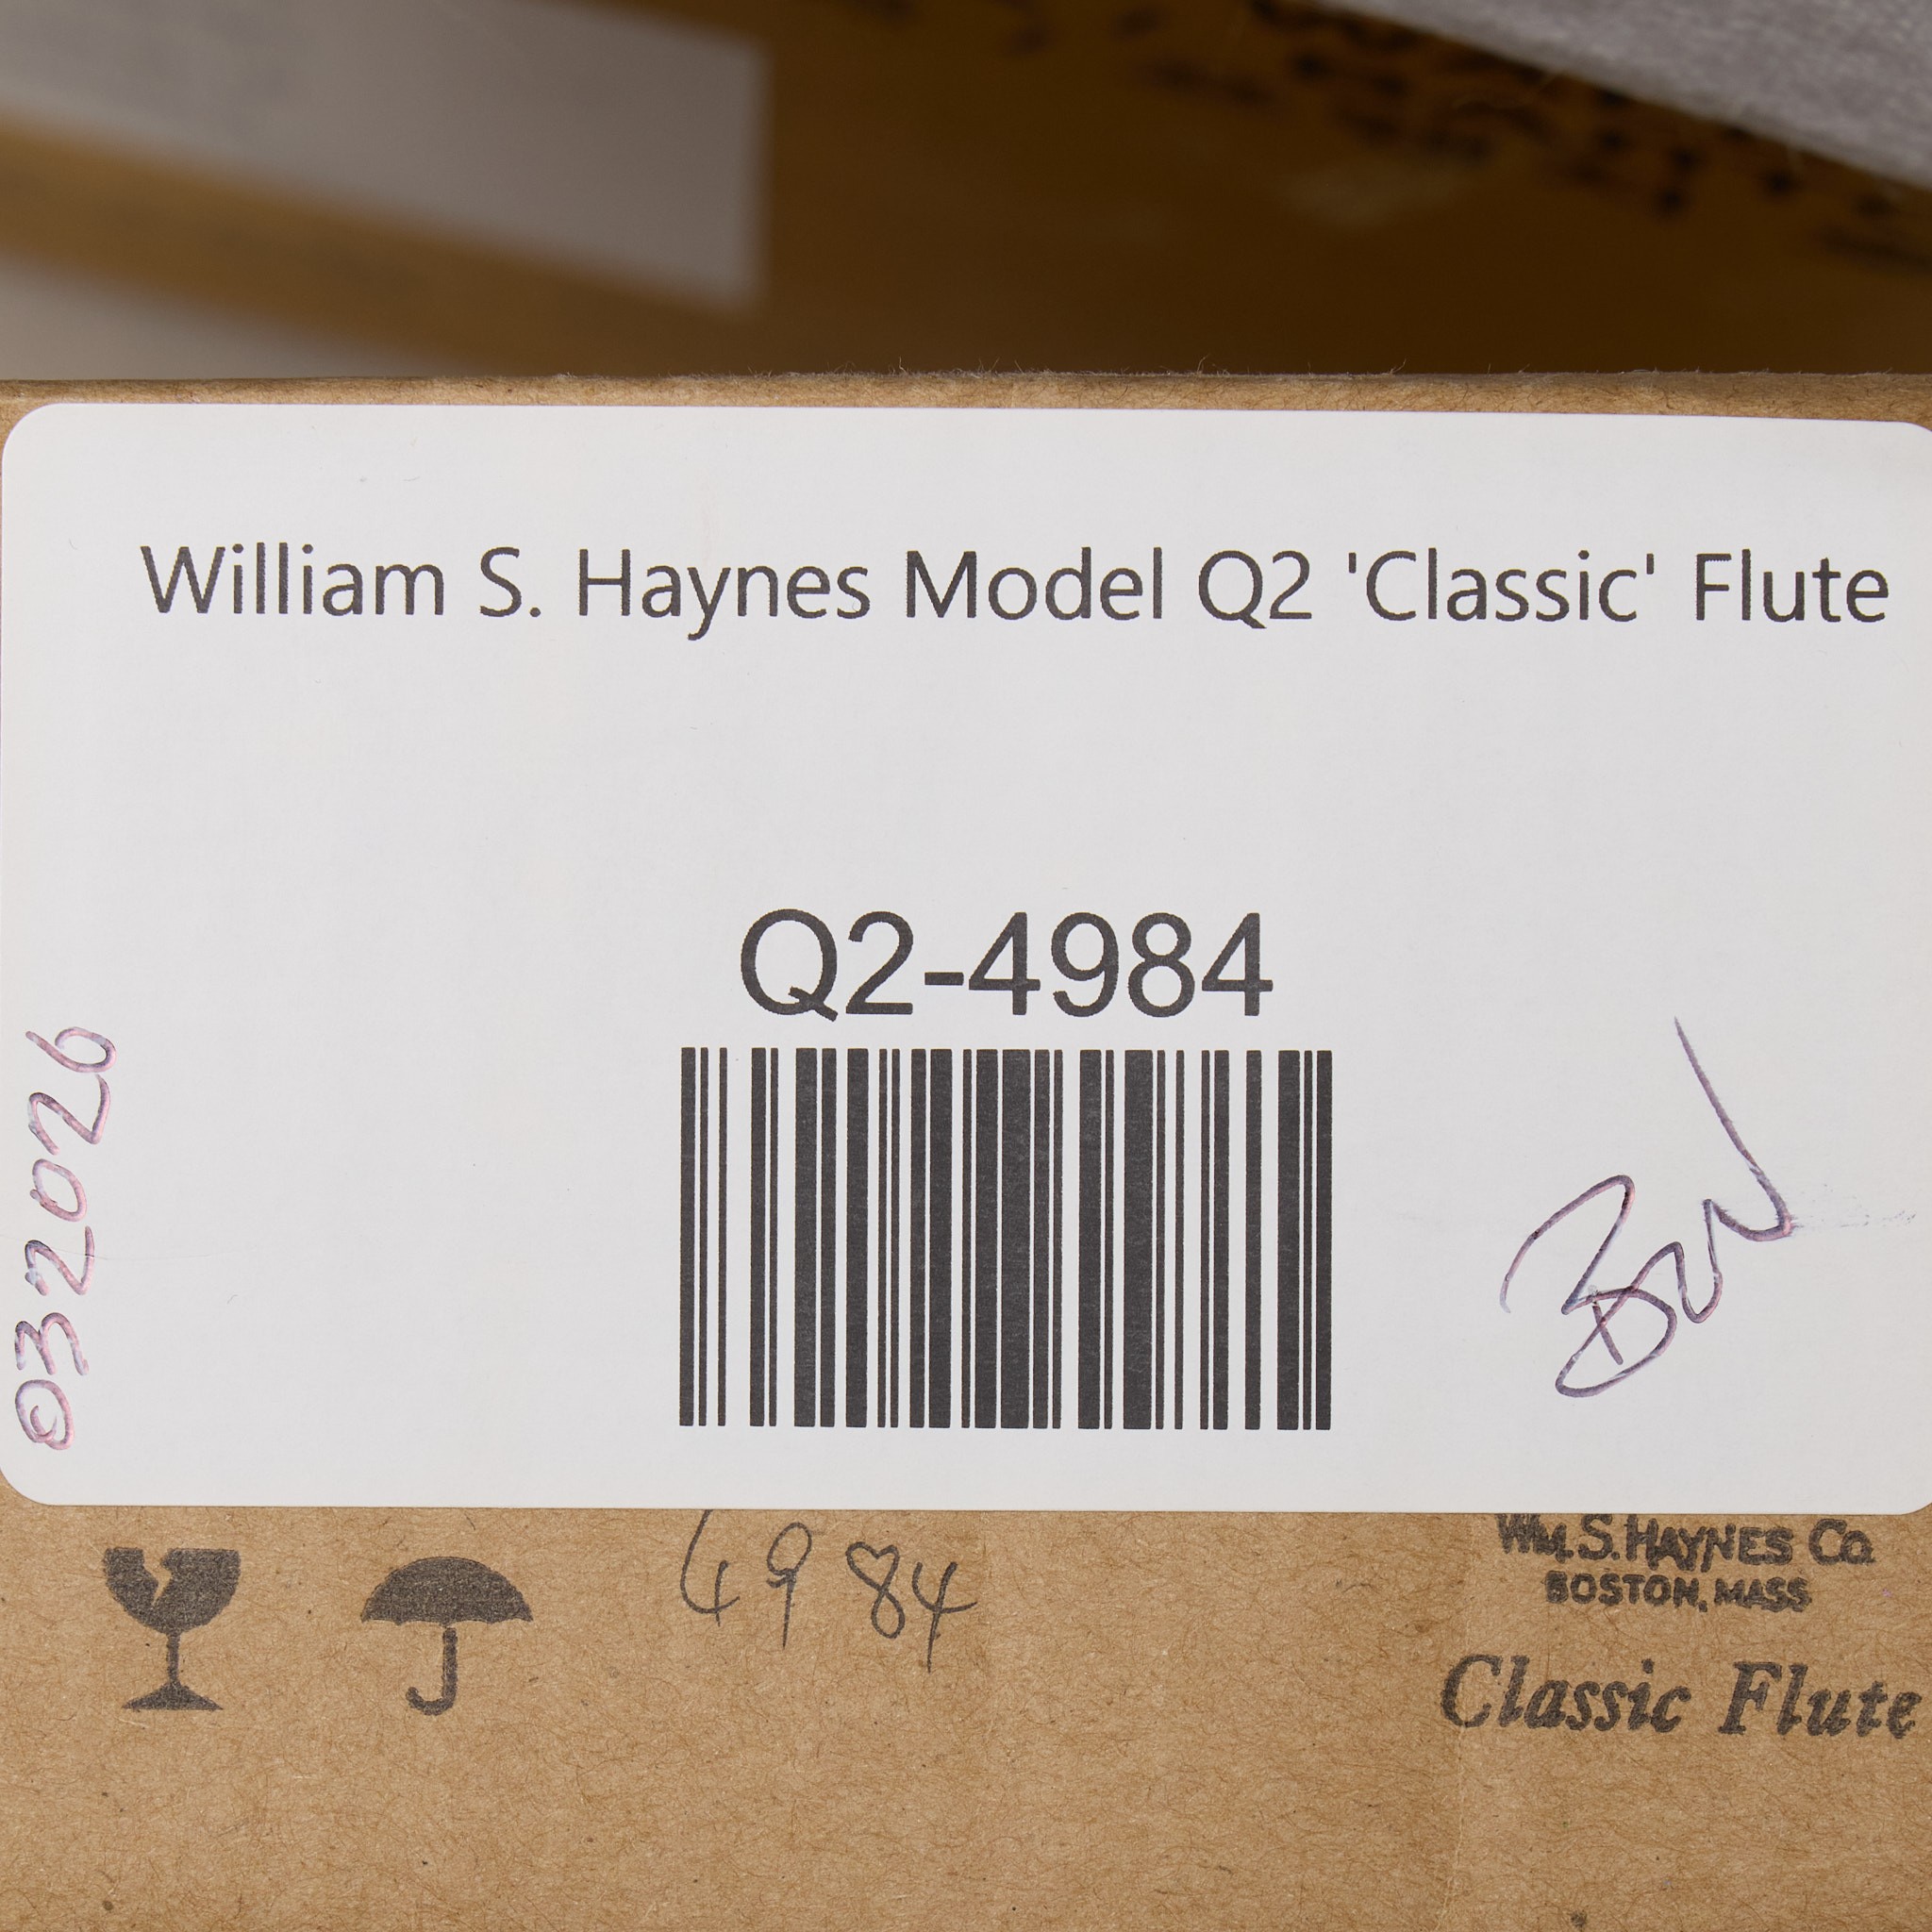 William S. Haynes Model Q2 'Classic' Flute
Q2-4984
032026
4984
WM. S. HAYNES CO.
BOSTON, MASS
Classic Flute